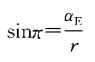 sinπ = α_E / r